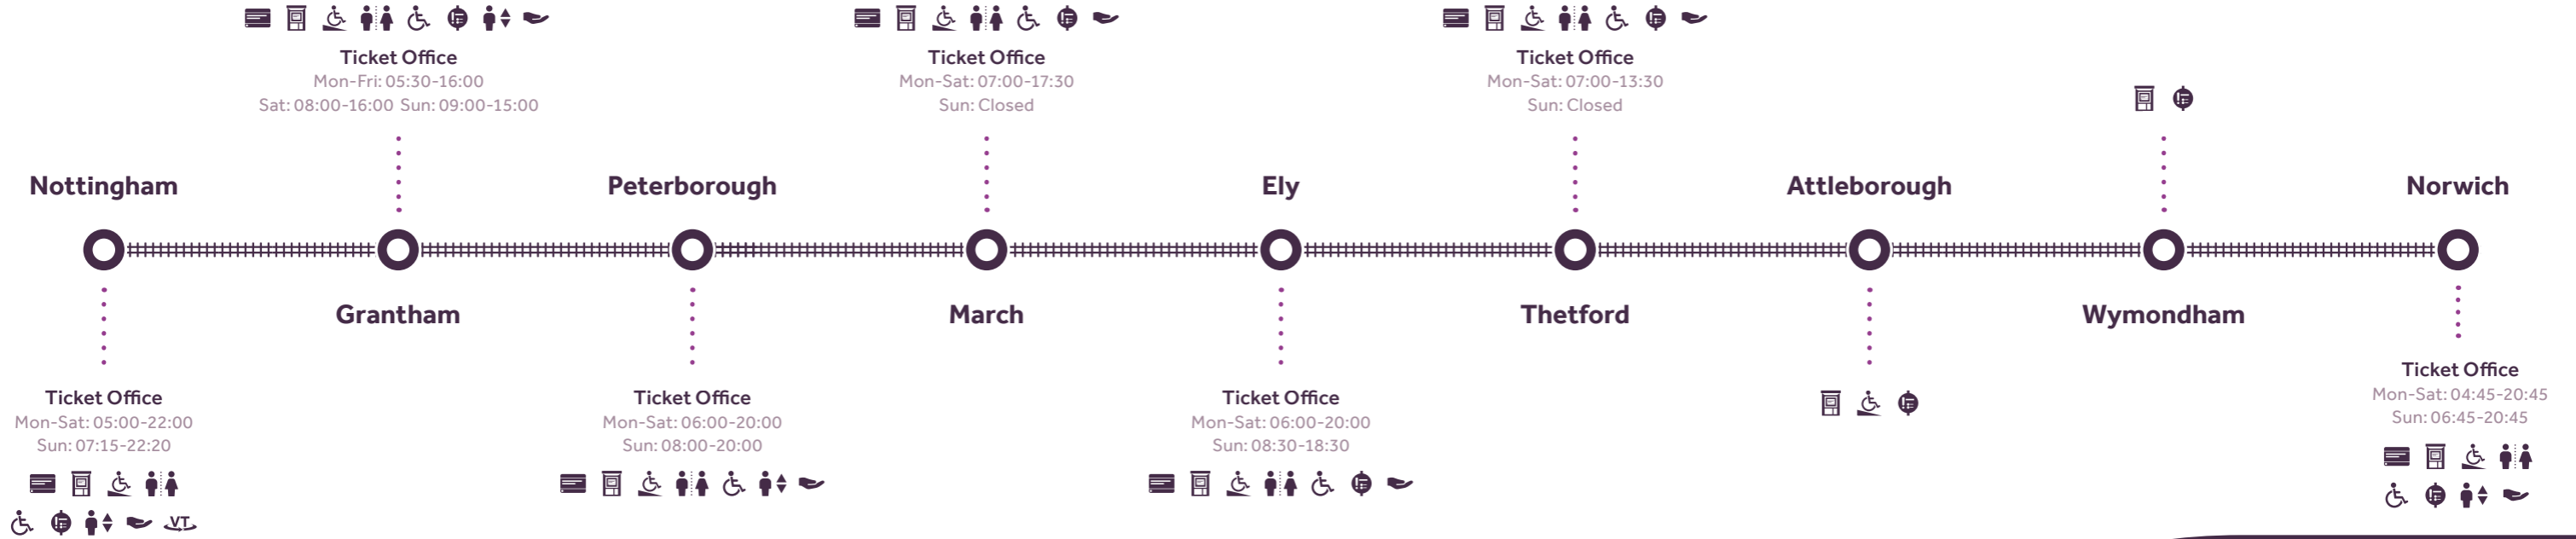 Ticket Office
Mon-Fri: 05:30-16:00
Sat: 08:00-16:00 Sun: 09:00-15:00
Ticket Office
Mon-Sat: 07:00-17:30
Sun: Closed
Ticket Office
Mon-Sat: 07:00-13:30
Sun: Closed
Nottingham
Peterborough
Ely
Attleborough
Norwich
Grantham
March
Thetford
Wymondham
Ticket Office
Mon-Sat: 05:00-22:00
Sun: 07:15-22:20
VT
Ticket Office
Mon-Sat: 06:00-20:00
Sun: 08:00-20:00
Ticket Office
Mon-Sat: 06:00-20:00
Sun: 08:30-18:30
Ticket Office
Mon-Sat: 04:45-20:45
Sun: 06:45-20:45